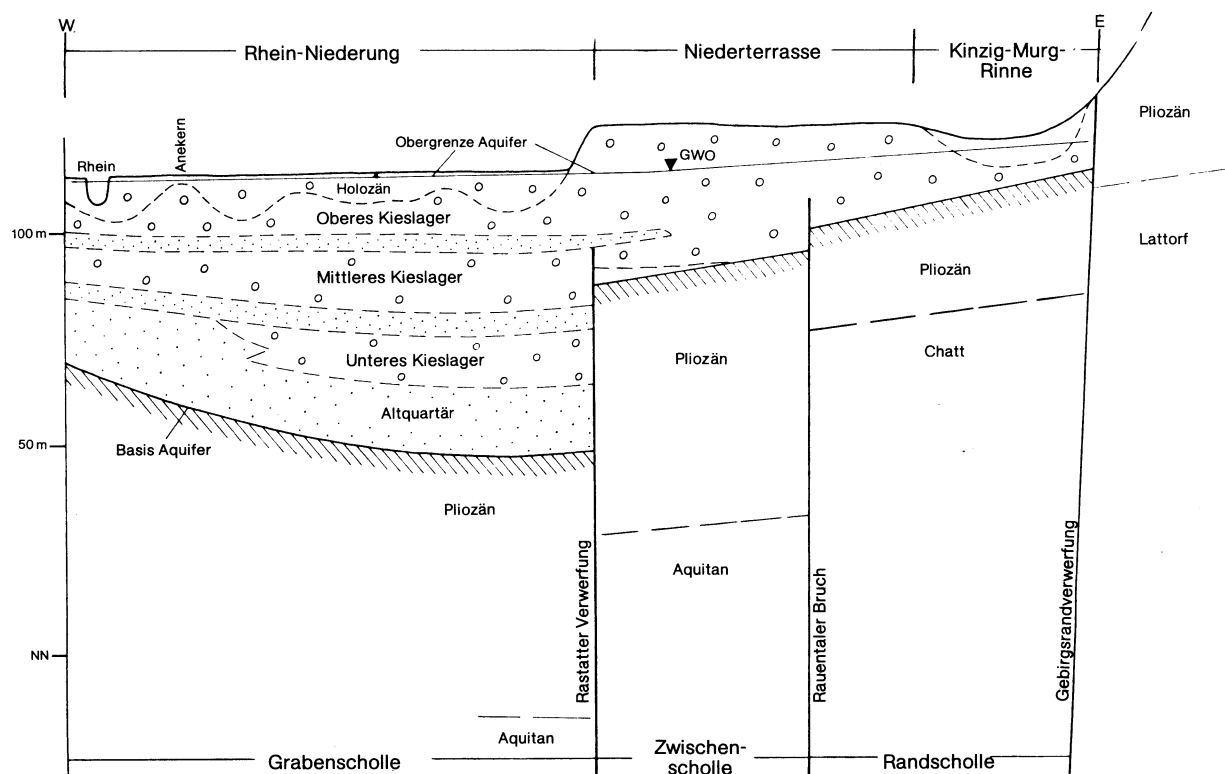 W
E
Rhein-Niederung
Niederterrasse
Kinzig-Murg-
Rinne
Rhein
Anekern
Obergrenze Aquifer
GWO
Pliozän
Holozän
Oberes Kieslager
100 m
Lattorf
Mittleres Kieslager
Pliozän
Unteres Kieslager
Pliozän
Chatt
Altquartär
50 m
Basis Aquifer
Pliozän
Aquitan
Rastatter Verwerfung
Rauentaler Bruch
Gebirgsrandverwerfung
NN
Aquitan
Grabenscholle
Zwischen-
scholle
Randscholle